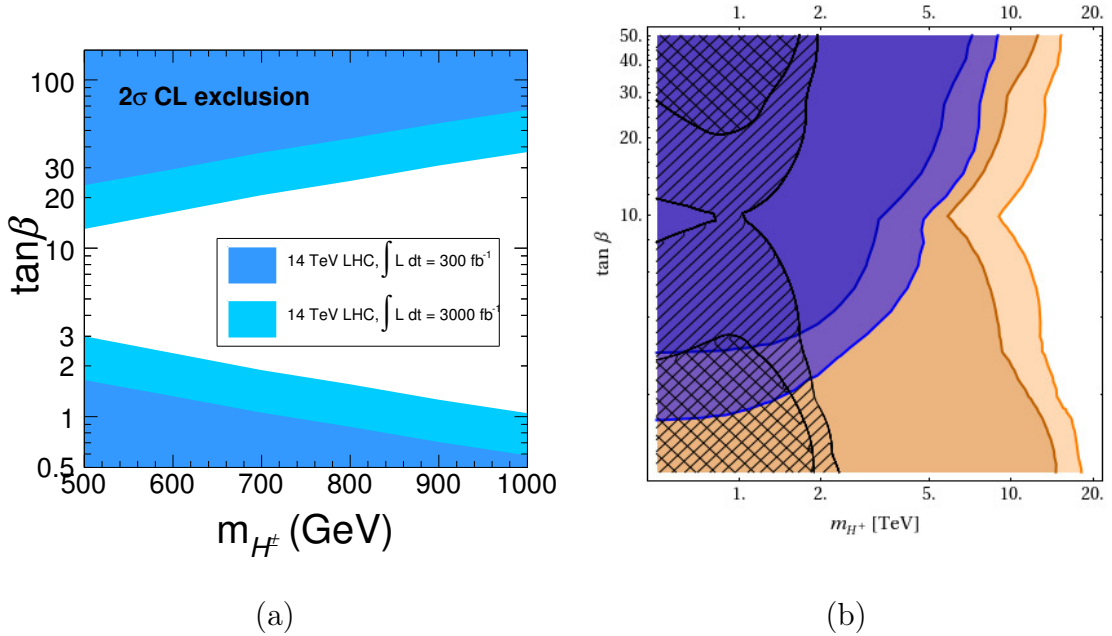 2σ CL exclusion
tanβ
100
30
20
10
3
2
1
0.5
14 TeV LHC, ∫ L dt = 300 fb⁻¹
14 TeV LHC, ∫ L dt = 3000 fb⁻¹
500 600 700 800 900 1000
m_{H^±} (GeV)
(a)
1. 2. 5. 10. 20.
tan β
50.
40.
30.
20.
10.
1. 2. 5. 10. 20.
m_{H^+} [TeV]
(b)